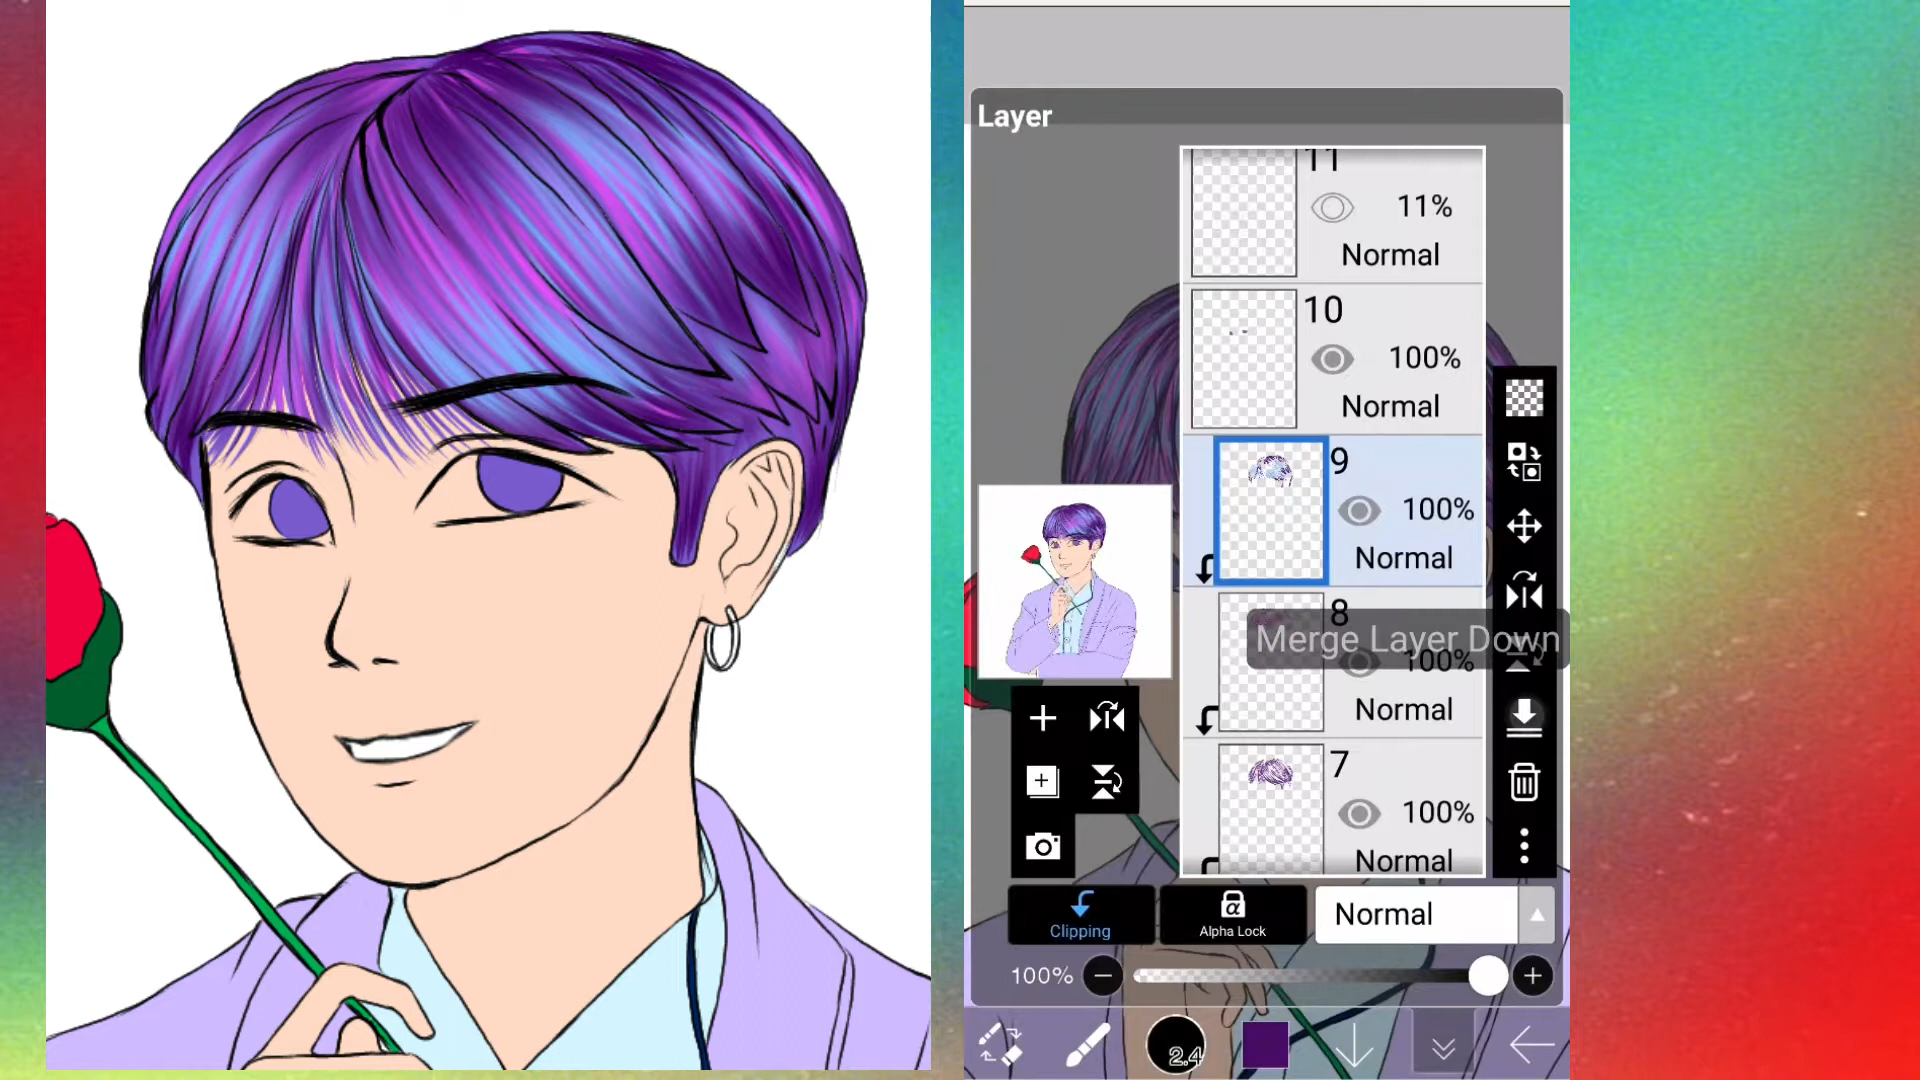 Layer
11
11%
Normal
10
100%
Normal
9
100%
Normal
8
Merge Layer Down
100%
Normal
7
100%
Normal
Clipping
Alpha Lock
Normal
100%
2.4